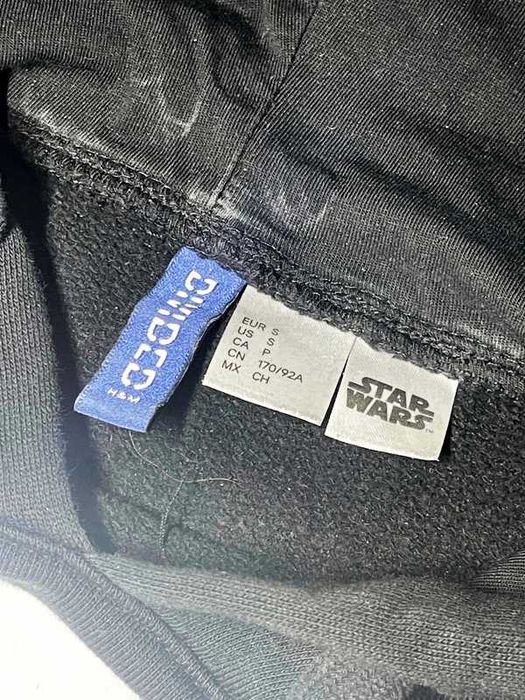 DIVIDED
H&M
EUR S
US S
CA P
CN 170/92A
MX CH
STAR
WARS